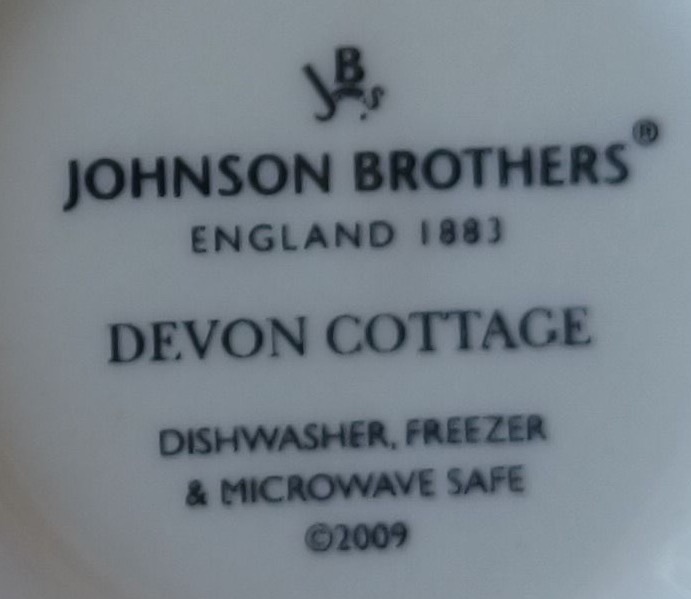 JBs
JOHNSON BROTHERS®
ENGLAND 1883
DEVON COTTAGE
DISHWASHER, FREEZER
& MICROWAVE SAFE
©2009